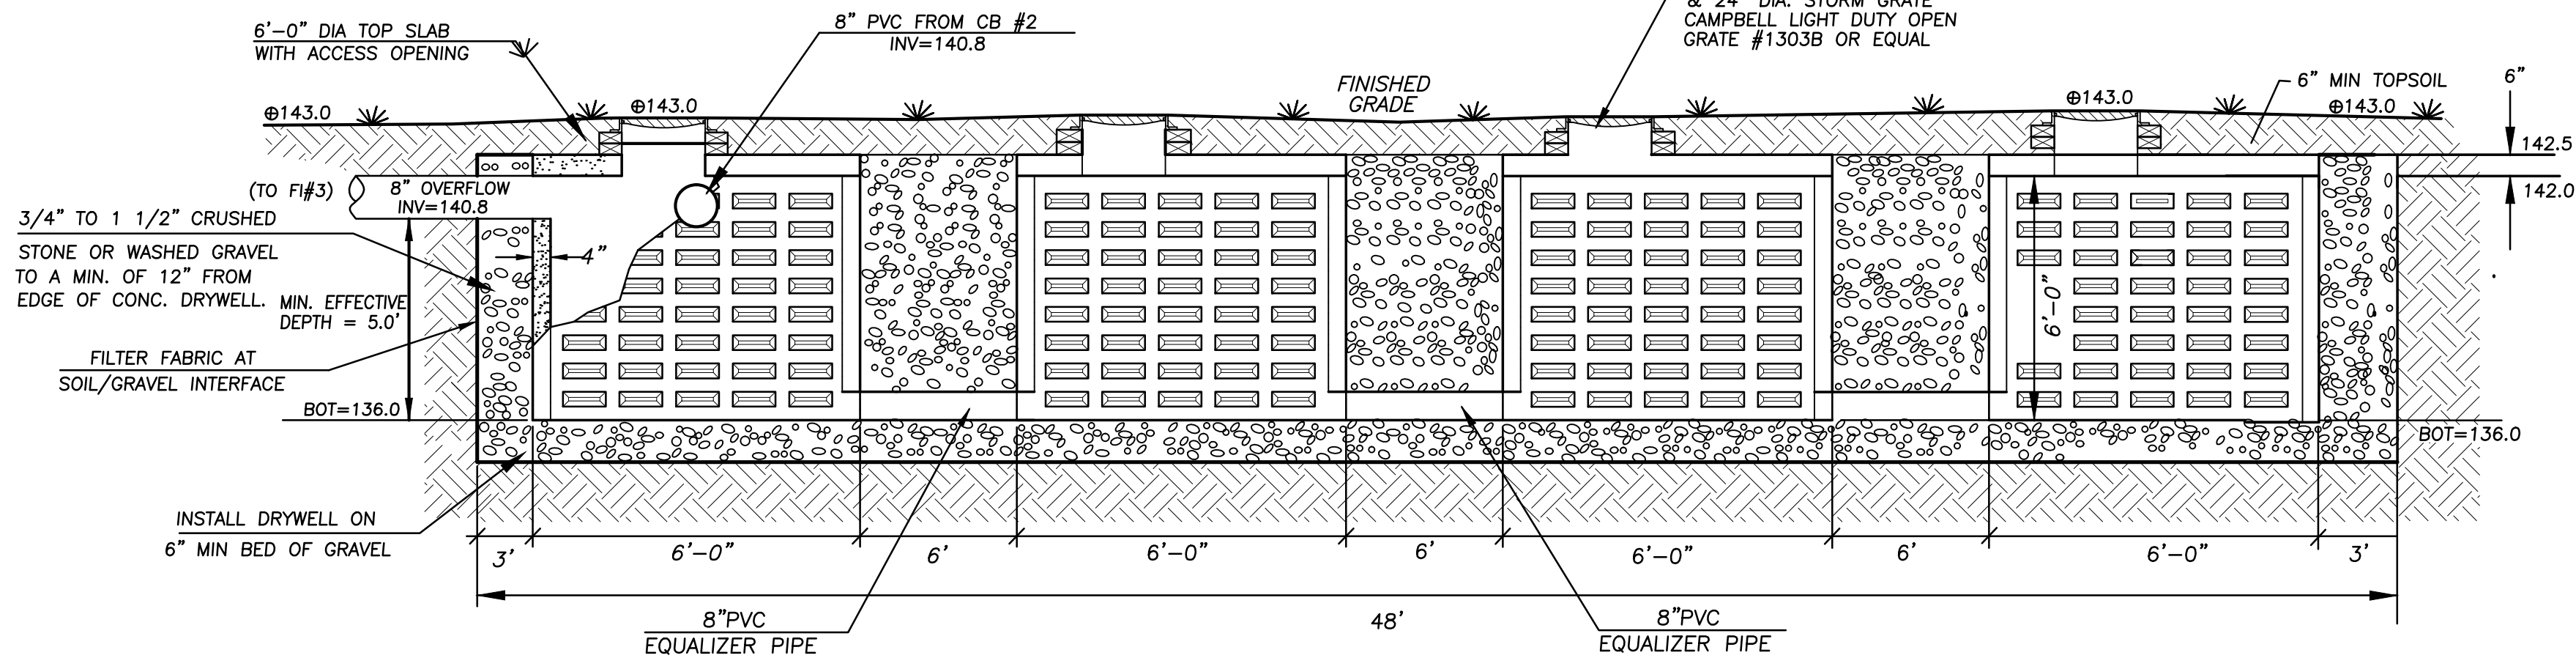 6'-0" DIA TOP SLAB
WITH ACCESS OPENING
8" PVC FROM CB #2
INV=140.8
& 24" DIA. STORM GRATE
CAMPBELL LIGHT DUTY OPEN
GRATE #1303B OR EQUAL
FINISHED
GRADE
6" MIN TOPSOIL
6"
⊕143.0
⊕143.0
⊕143.0
⊕143.0
142.5
142.0
(TO FI#3)
8" OVERFLOW
INV=140.8
3/4" TO 1 1/2" CRUSHED
STONE OR WASHED GRAVEL
TO A MIN. OF 12" FROM
EDGE OF CONC. DRYWELL.
MIN. EFFECTIVE
DEPTH = 5.0'
4"
6'-0"
FILTER FABRIC AT
SOIL/GRAVEL INTERFACE
BOT=136.0
BOT=136.0
INSTALL DRYWELL ON
6" MIN BED OF GRAVEL
3'
6'-0"
6'
6'-0"
6'
6'-0"
6'
6'-0"
3'
48'
8"PVC
EQUALIZER PIPE
8"PVC
EQUALIZER PIPE